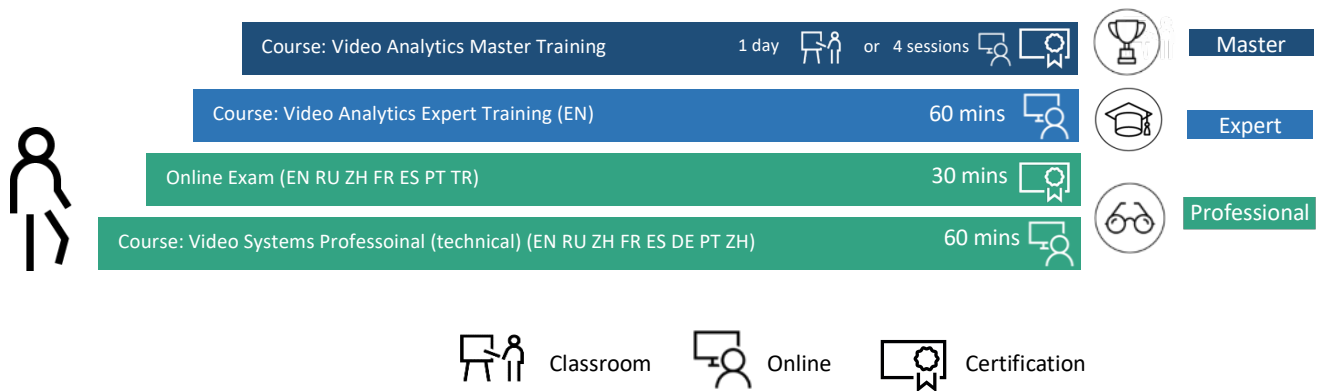 Course: Video Analytics Master Training 1 day or 4 sessions Master
Course: Video Analytics Expert Training (EN) 60 mins Expert
Online Exam (EN RU ZH FR ES PT TR) 30 mins
Professional
Course: Video Systems Professoinal (technical) (EN RU ZH FR ES DE PT ZH) 60 mins
Classroom Online Certification